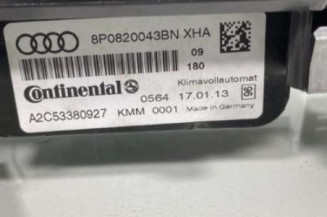 8P0820043BN XHA
09
180
Continental
Klimavollautomat
0564 17.01.13
A2C53380927 KMM 0001 Made in Germany